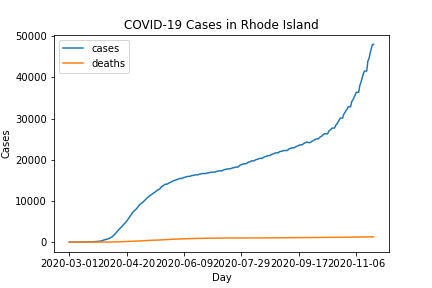 COVID-19 Cases in Rhode Island
cases
deaths
50000
40000
30000
20000
10000
0
Cases
2020-03-01 2020-04-20 2020-06-09 2020-07-29 2020-09-17 2020-11-06
Day